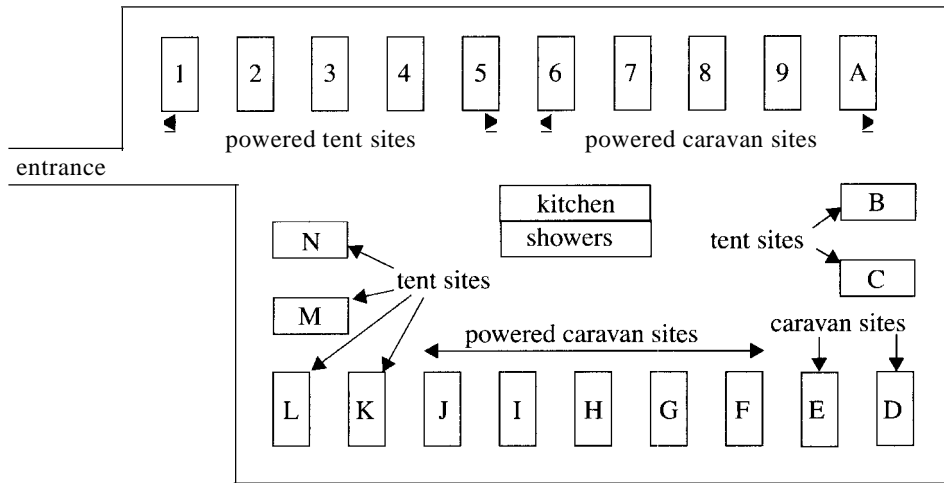 1 2 3 4 5 6 7 8 9 A
powered tent sites powered caravan sites
entrance
kitchen
showers
B
N
tent sites
C
tent sites
M
caravan sites
powered caravan sites
L K J I H G F E D